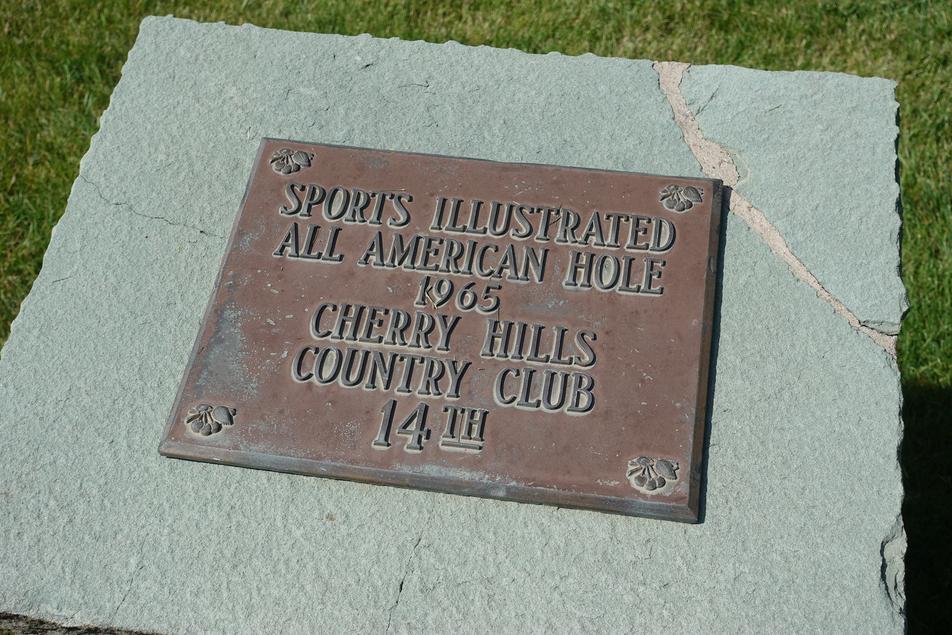 SPORTS ILLUSTRATED
ALL AMERICAN HOLE
1965
CHERRY HILLS
COUNTRY CLUB
14TH